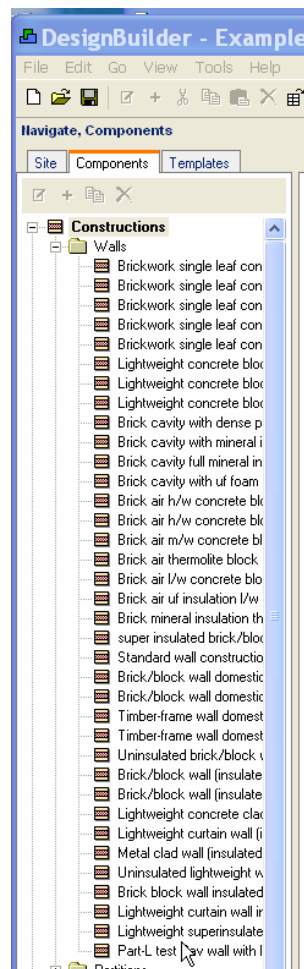 DesignBuilder - Example
File Edit Go View Tools Help
Navigate, Components
Site Components Templates
Constructions
Walls
Brickwork single leaf con
Brickwork single leaf con
Brickwork single leaf con
Brickwork single leaf con
Brickwork single leaf con
Lightweight concrete bloc
Lightweight concrete bloc
Lightweight concrete bloc
Brick cavity with dense p
Brick cavity with mineral i
Brick cavity full mineral in
Brick cavity with uf foam
Brick air h/w concrete blo
Brick air h/w concrete blo
Brick air m/w concrete bl
Brick air thermolite block
Brick air l/w concrete blo
Brick air uf insulation l/w
Brick mineral insulation th
super insulated brick/bloc
Standard wall constructio
Brick/block wall domestic
Brick/block wall domestic
Timber-frame wall domest
Timber-frame wall domest
Uninsulated brick/block w
Brick/block wall (insulate
Brick/block wall (insulate
Lightweight concrete clad
Lightweight curtain wall (i
Metal clad wall (insulated
Uninsulated lightweight w
Brick block wall insulated
Lightweight curtain wall in
Lightweight superinsulate
Part-L test wall with l
Partitions